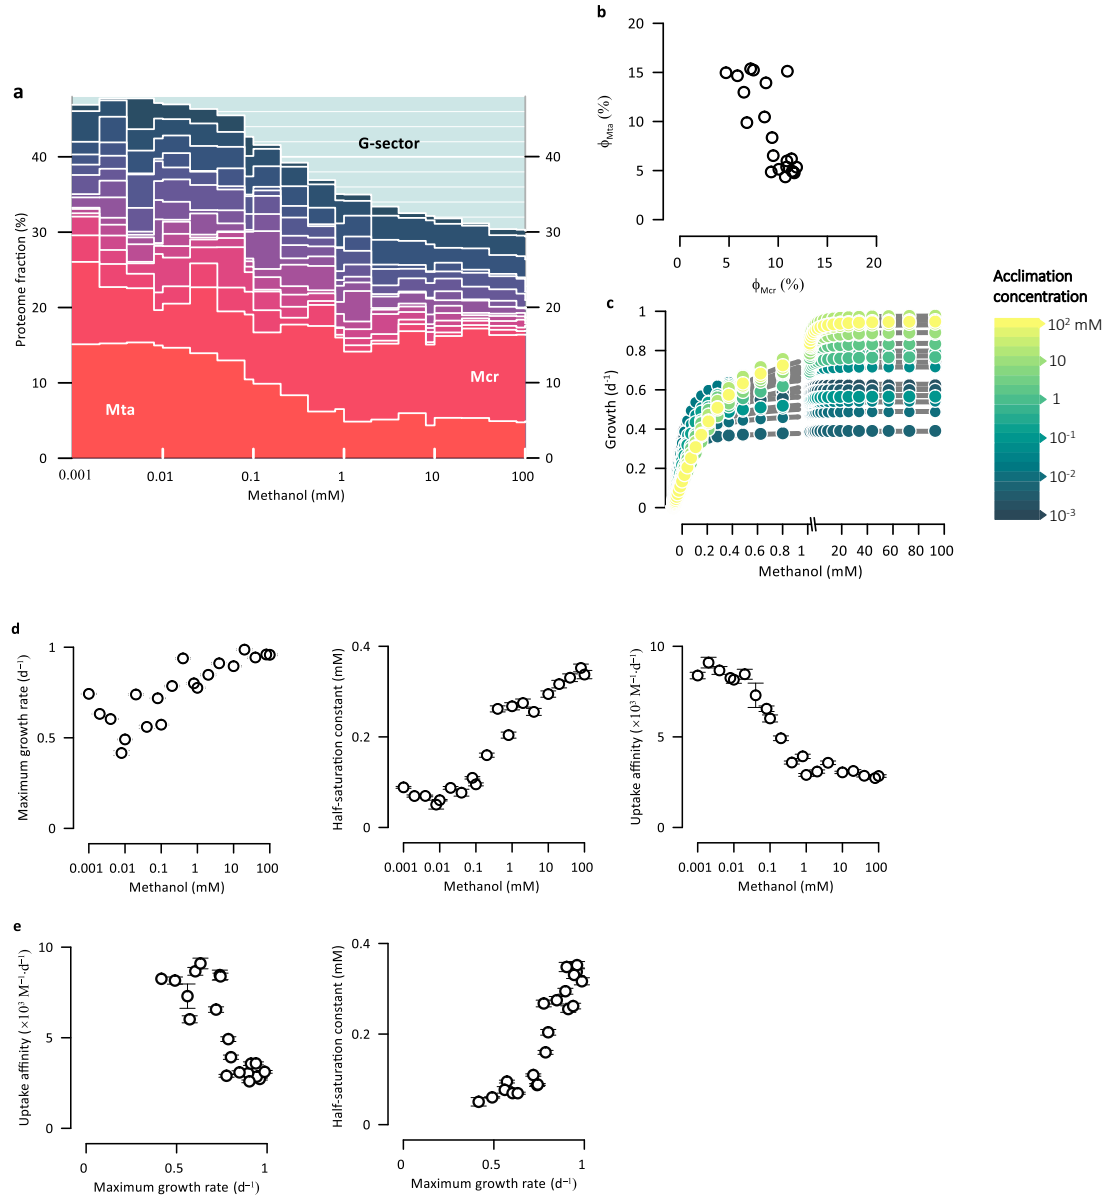 a
Proteome fraction (%)
40
30
20
10
0
G-sector
Mta
Mcr
40
30
20
10
0
0.001
0.01
0.1
1
10
100
Methanol (mM)
b
ϕMta (%)
20
15
10
5
0
0
5
10
15
20
ϕMcr (%)
c
Growth (d⁻¹)
1
0.8
0.6
0.4
0.2
0
0 0.2 0.4 0.6 0.8 1 20 40 60 80 100
Methanol (mM)
Acclimation
concentration
10² mM
10
1
10⁻¹
10⁻²
10⁻³
d
Maximum growth rate (d⁻¹)
1
0.5
0
0.001 0.01 0.1 1 10 100
Methanol (mM)
Half-saturation constant (mM)
0.4
0.2
0
0.001 0.01 0.1 1 10 100
Methanol (mM)
Uptake affinity (×10³ M⁻¹·d⁻¹)
10
5
0
0.001 0.01 0.1 1 10 100
Methanol (mM)
e
Uptake affinity (×10³ M⁻¹·d⁻¹)
10
5
0
0 0.5 1
Maximum growth rate (d⁻¹)
Half-saturation constant (mM)
0.4
0.2
0
0 0.5 1
Maximum growth rate (d⁻¹)